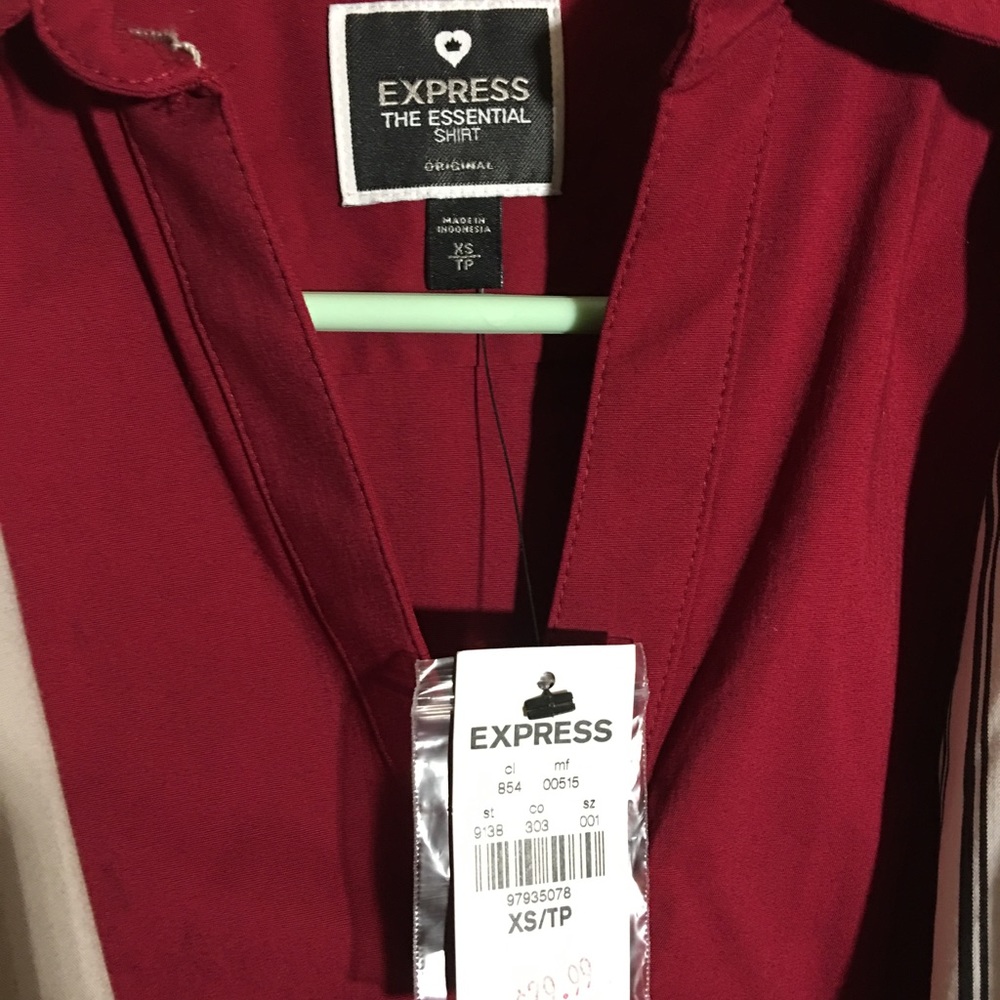 EXPRESS
THE ESSENTIAL
SHIRT
ORIGINAL
MADE IN
INDONESIA
XS
TP
EXPRESS
cl mf
854 00515
st co sz
9138 303 001
97935078
XS/TP